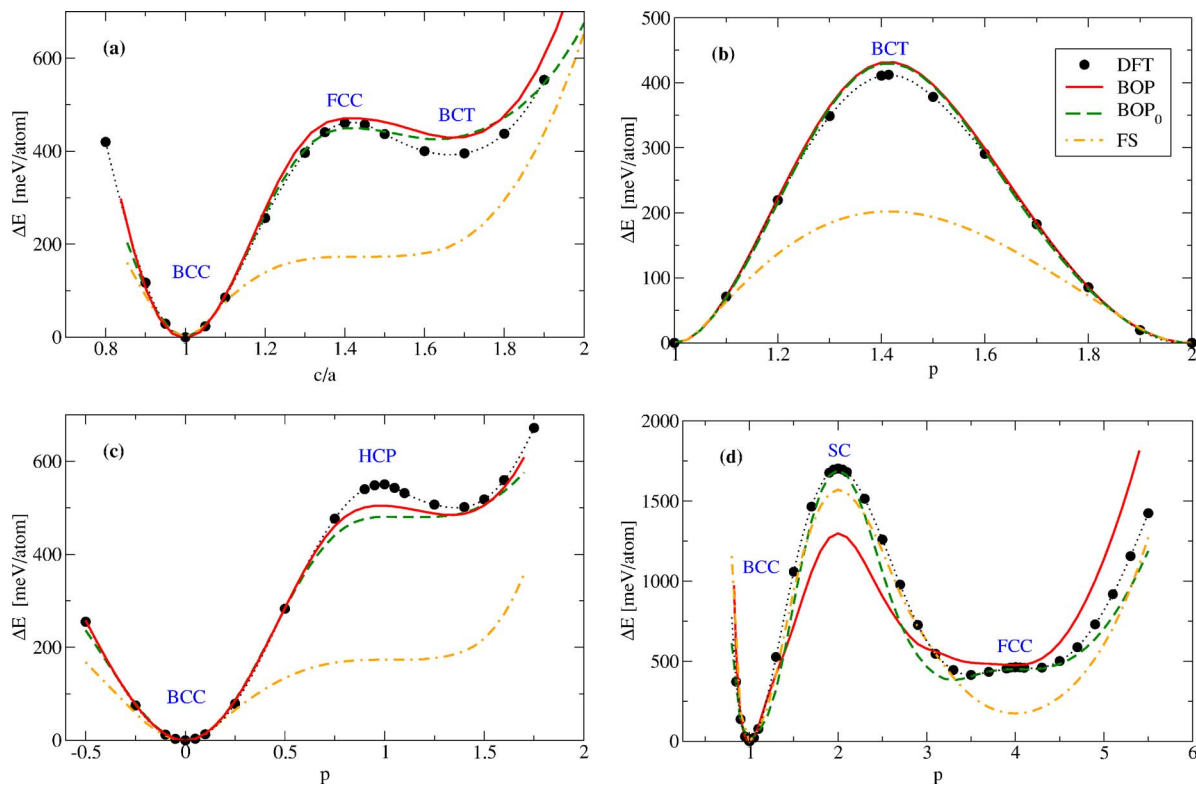 (a)
600
400
200
0
ΔE [meV/atom]
FCC
BCT
BCC
0.8
1
1.2
1.4
1.6
1.8
2
c/a
(b)
500
400
300
200
100
0
ΔE [meV/atom]
BCT
DFT
BOP
BOP₀
FS
1
1.2
1.4
1.6
1.8
2
p
(c)
600
400
200
0
ΔE [meV/atom]
HCP
BCC
-0.5
0
0.5
1
1.5
2
p
(d)
2000
1500
1000
500
0
ΔE [meV/atom]
SC
BCC
FCC
1
2
3
4
5
6
p